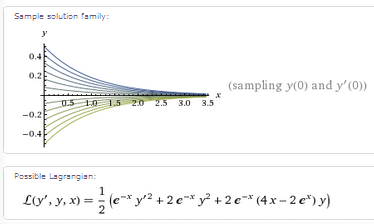 Sample solution family:
y
0.4
0.2
0.5 1.0 1.5 2.0 2.5 3.0 3.5 x
-0.2
-0.4
(sampling y(0) and y′(0))
Possible Lagrangian:
ℒ(y′, y, x) = 1/2 (e^(-x) y′² + 2 e^(-x) y² + 2 e^(-x) (4 x − 2 e^x) y)